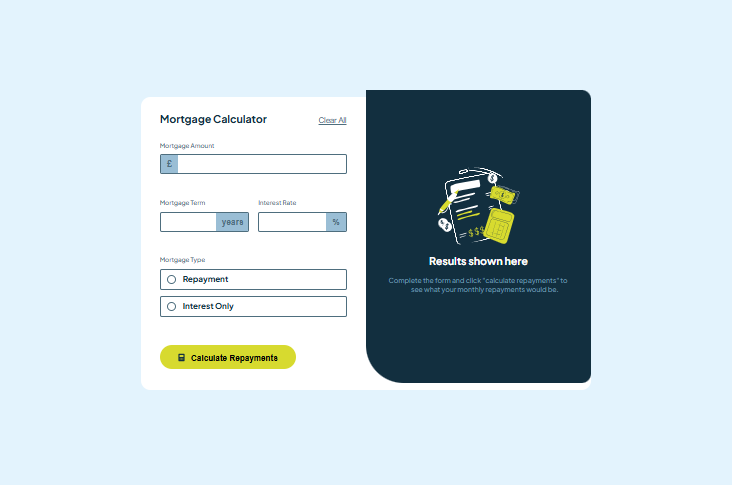 Mortgage Calculator
Clear All
Mortgage Amount
£
Mortgage Term
Interest Rate
years
%
Mortgage Type
Repayment
Interest Only
Calculate Repayments
$
$
$$$
Results shown here
Complete the form and click "calculate repayments" to
see what your monthly repayments would be.